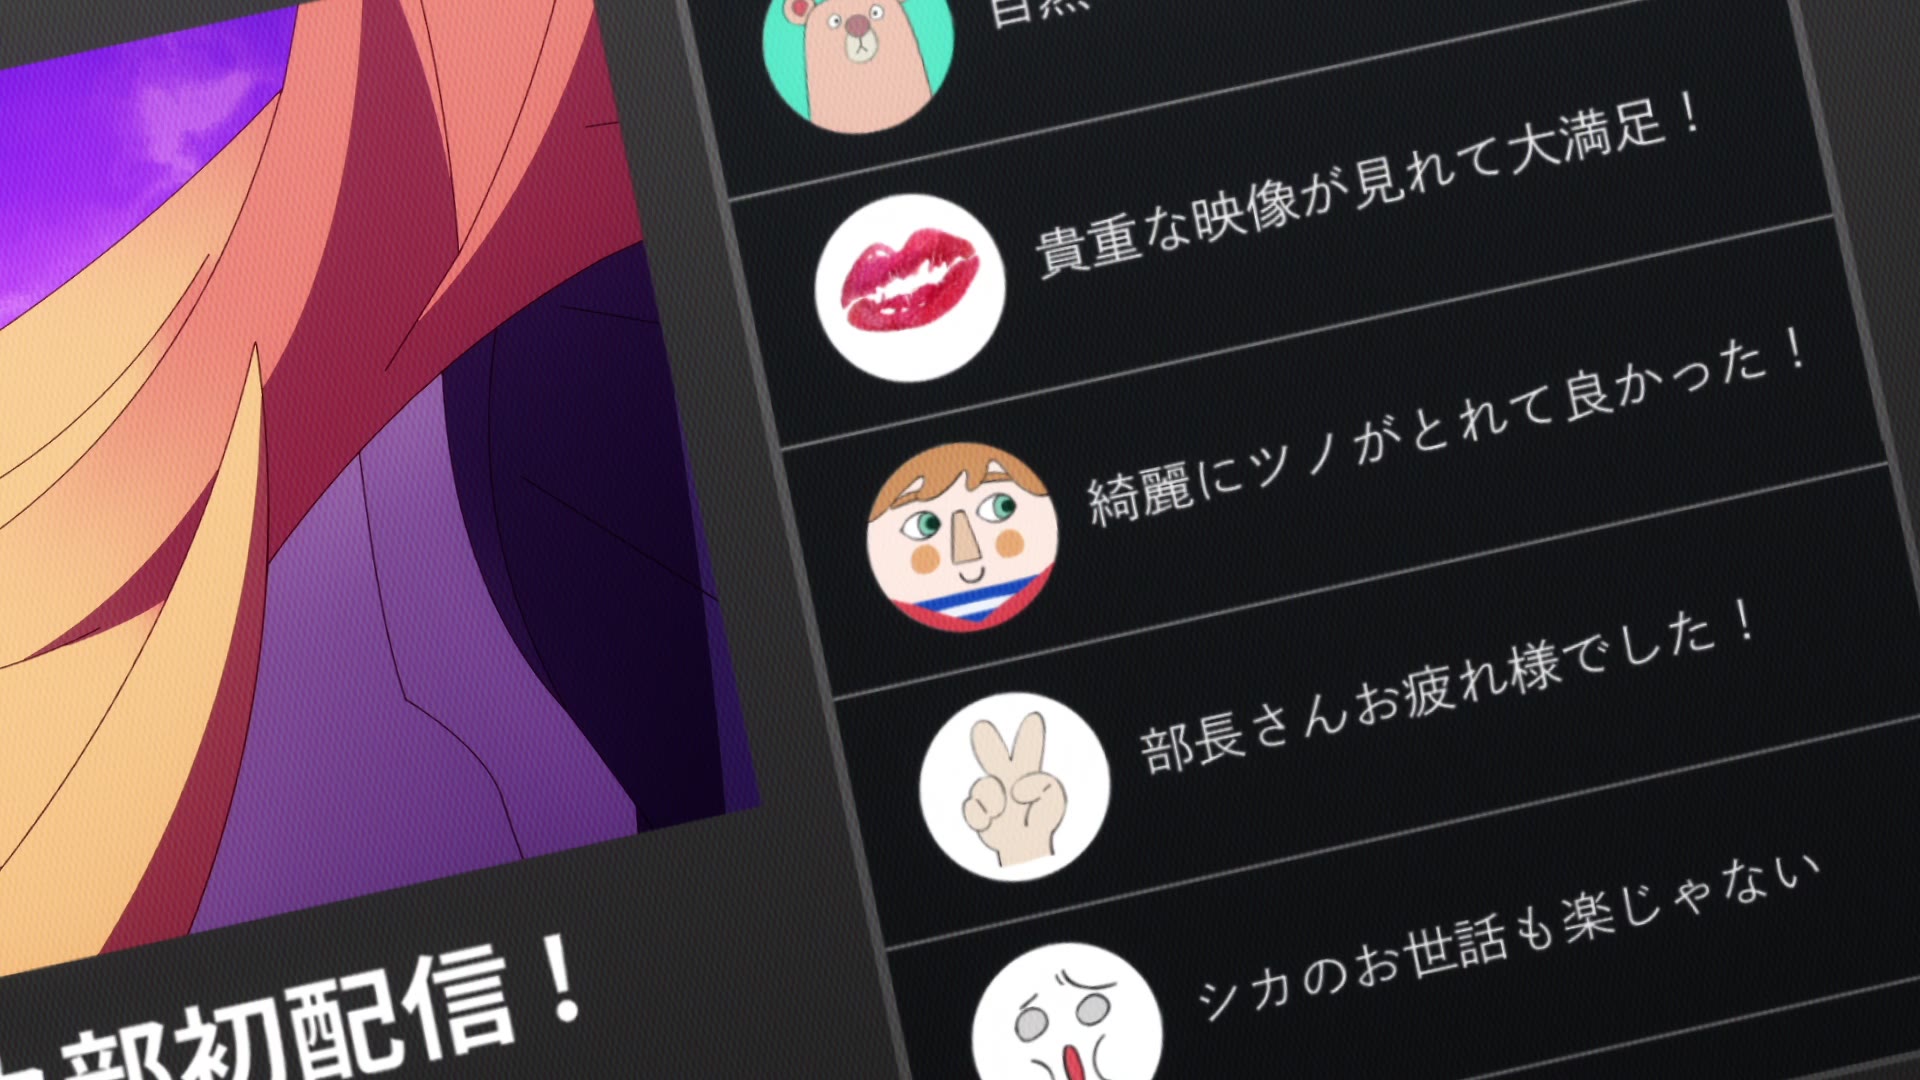 貴重な映像が見れて大満足！
綺麗にツノがとれて良かった！
部長さんお疲れ様でした！
シカのお世話も楽じゃない
部初配信！